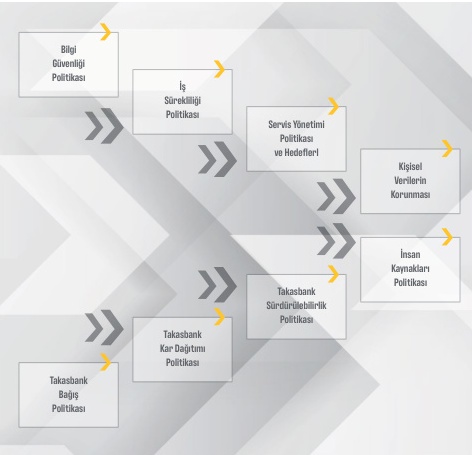 Bilgi
Güvenliği
Politikası
İş
Sürekliliği
Politikası
Servis Yönetimi
Politikası
ve Hedefleri
Kişisel
Verilerin
Korunması
İnsan
Kaynakları
Politikası
Takasbank
Sürdürülebilirlik
Politikası
Takasbank
Kar Dağıtımı
Politikası
Takasbank
Bağış
Politikası